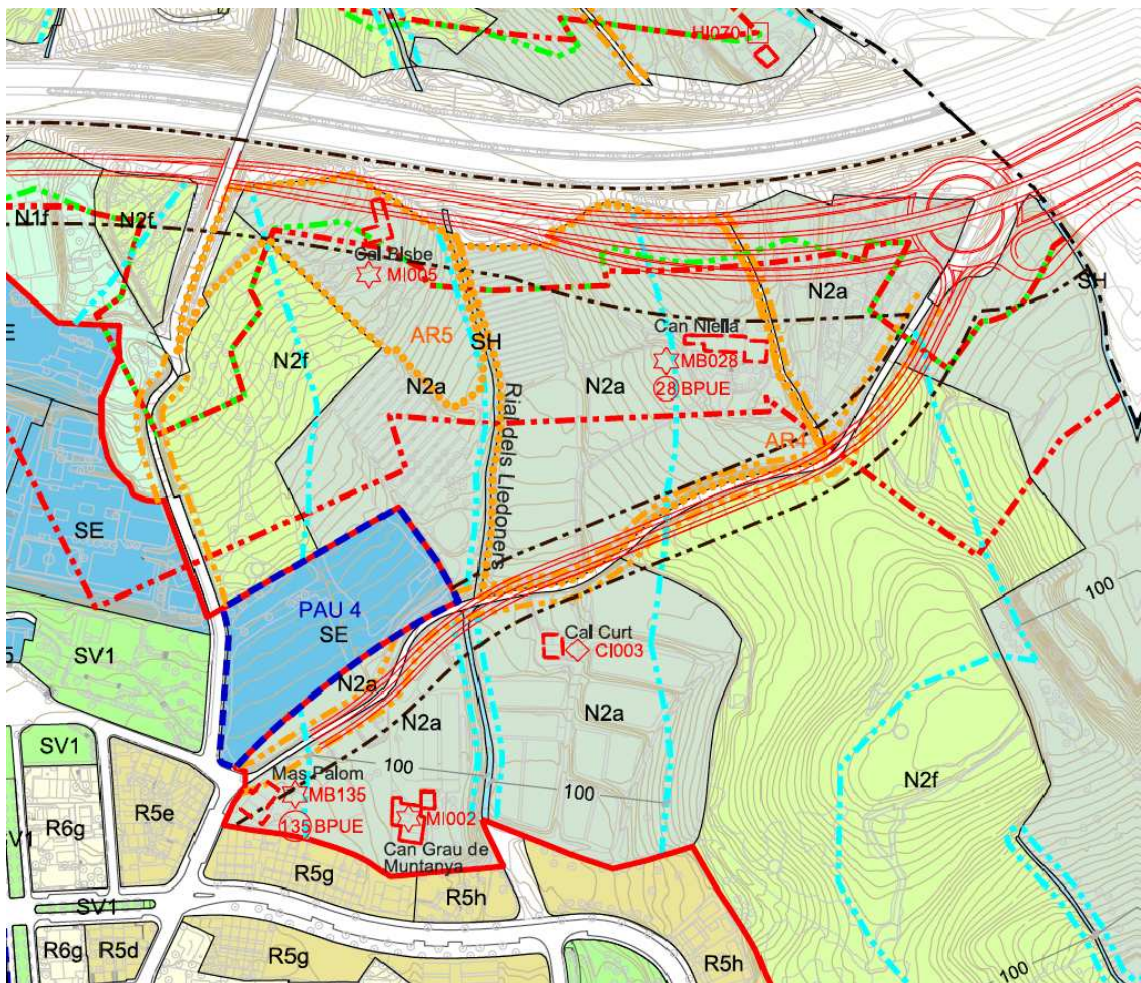 HI070
N1f
N2f
Cal Bisbe
MI005
AR5
SH
N2a
SH
N2f
N2a
Can Niella
MB028
28 BPUE
N2a
Rial dels Lledoners
AR4
E
SE
PAU 4
SE
100
SV1
N2a
Cal Curt
CI003
N2a
N2a
SV1
100
100
N2f
Mas Palom
MB135
135 BPUE
MI002
Can Grau de
Muntanya
R6g
R5e
V1
R5g
R5h
SV1
R6g
R5d
R5g
R5h
100